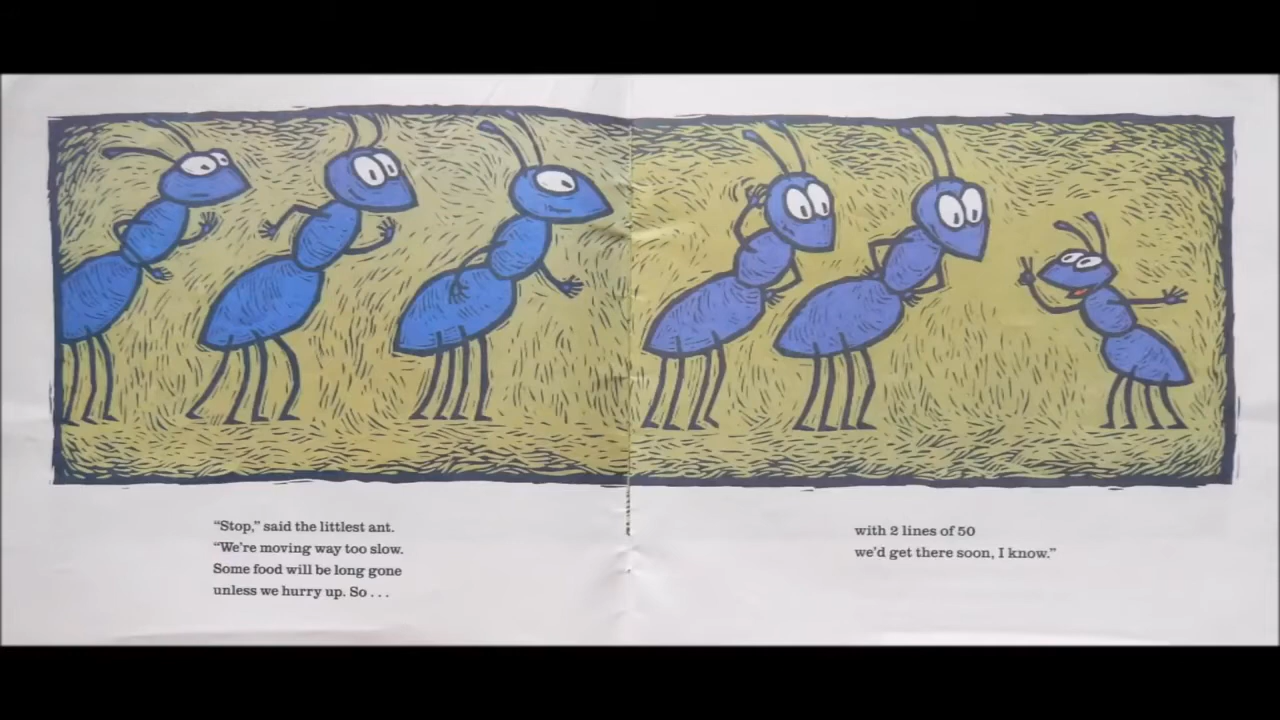 “Stop,” said the littlest ant.
“We’re moving way too slow.
Some food will be long gone
unless we hurry up. So . . .
with 2 lines of 50
we’d get there soon, I know.”